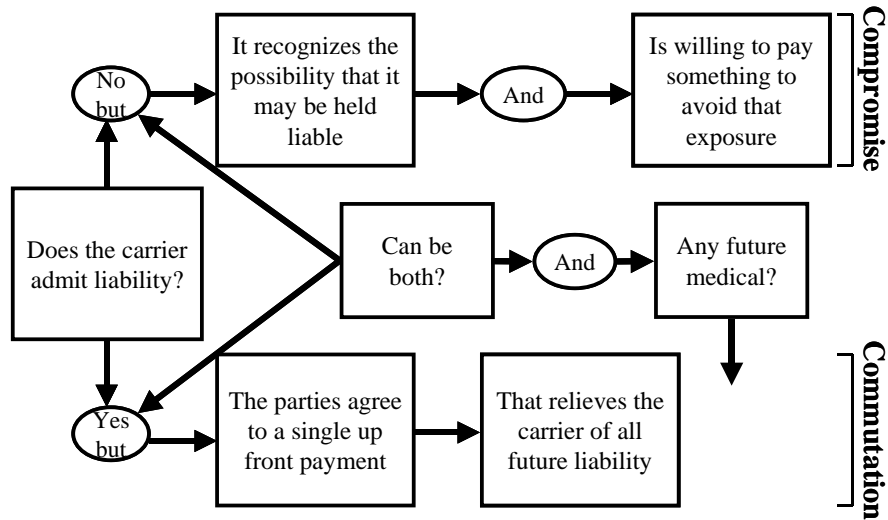 No
but
It recognizes the
possibility that it
may be held
liable
And
Is willing to pay
something to
avoid that
exposure
Compromise
Does the carrier
admit liability?
Can be
both?
And
Any future
medical?
Yes
but
The parties agree
to a single up
front payment
That relieves the
carrier of all
future liability
Commutation